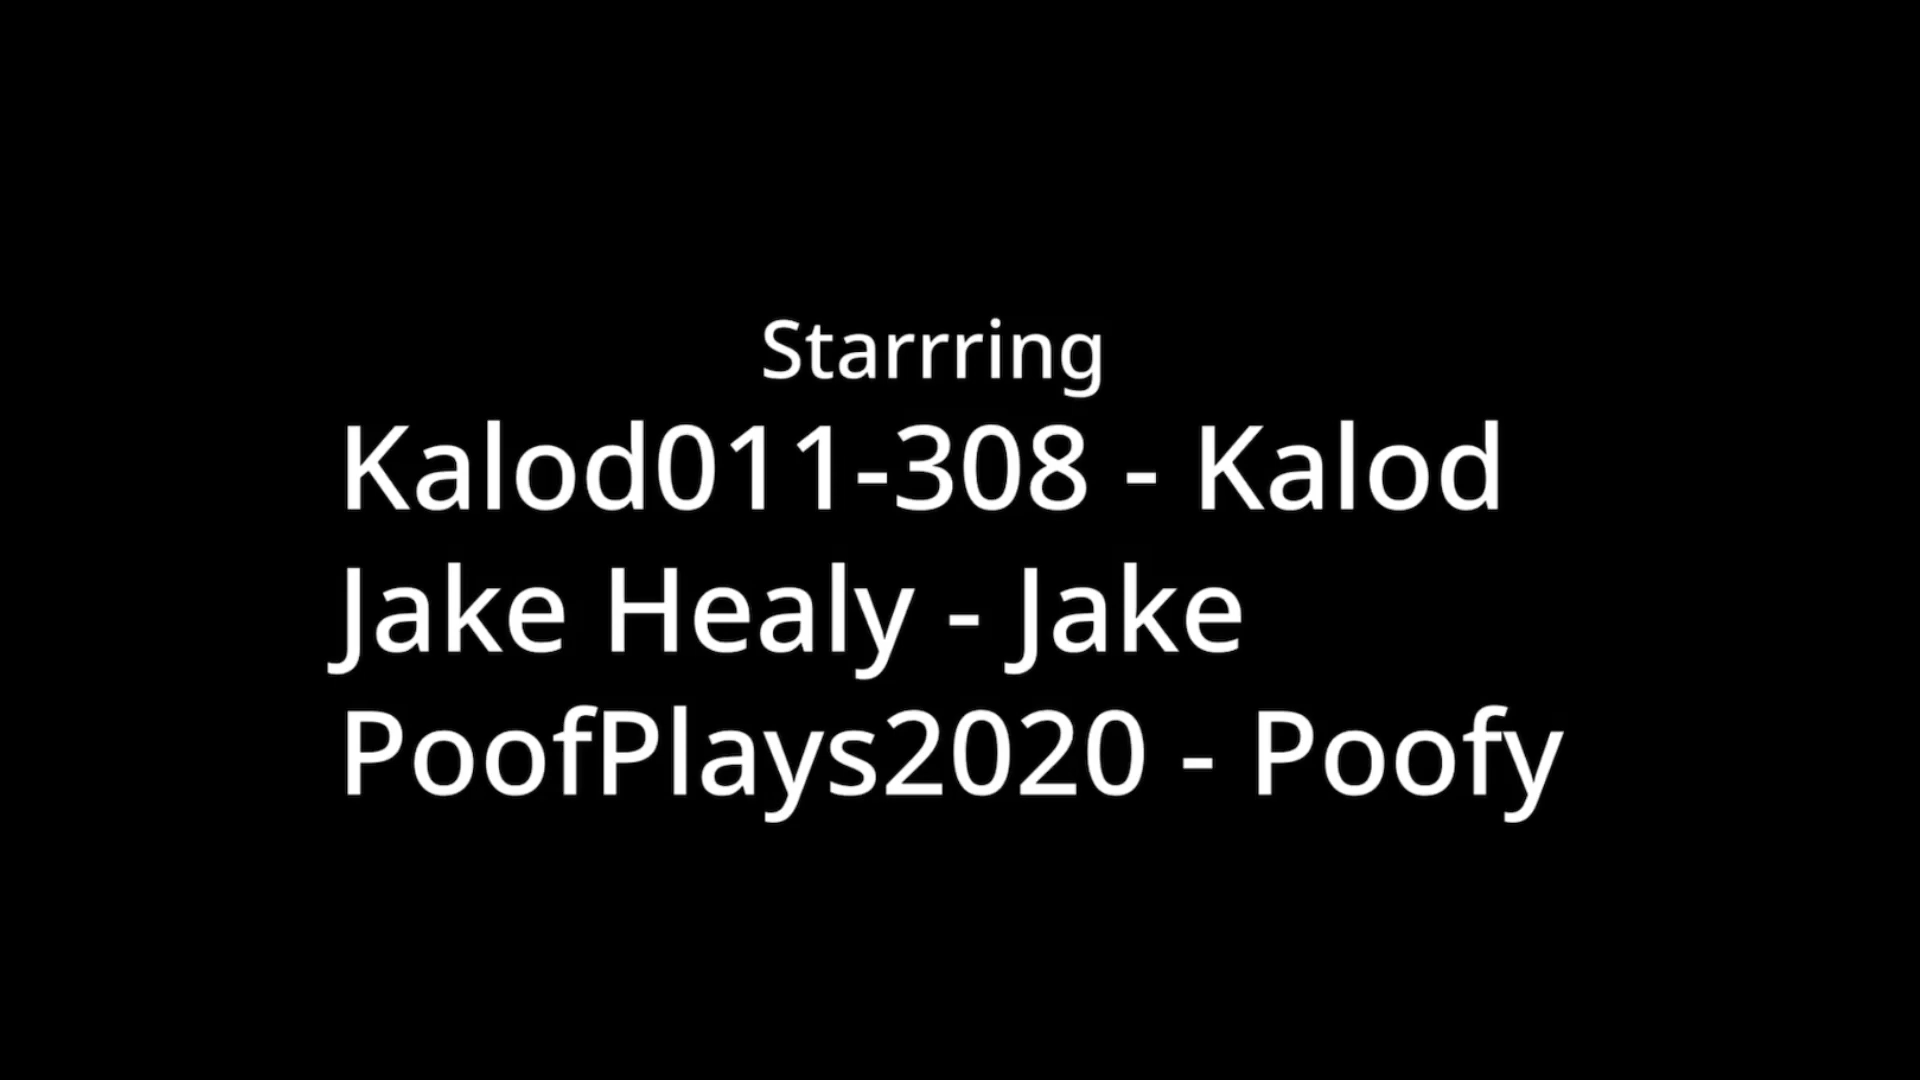 Starrring
Kalod011-308 - Kalod
Jake Healy - Jake
PoofPlays2020 - Poofy